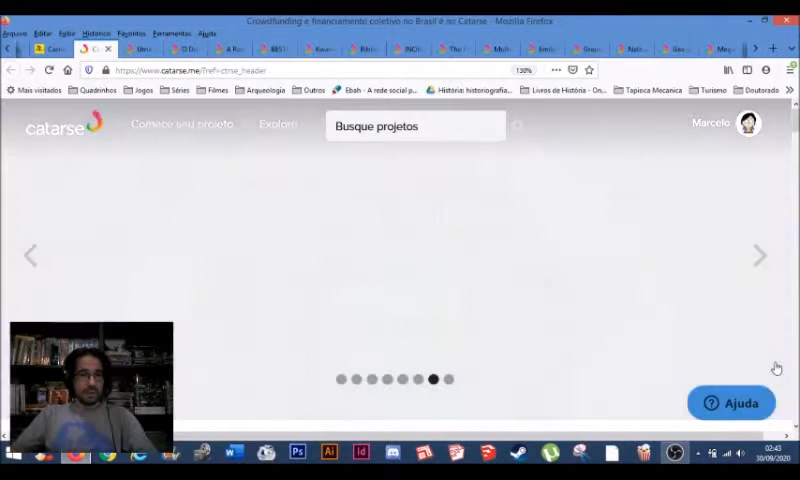 Crowdfunding e financiamento coletivo no Brasil é no Catarse - Mozilla Firefox
Arquivo Editar Exibir Histórico Favoritos Ferramentas Ajuda
https://www.catarse.me/?ref=ctrse_header 130%
Mais visitados Quadrinhos Jogos Séries Filmes Arqueologia Outros Ebah - A rede social p... História: historiografia... Livros de História - On... Tapioca Mecanica Turismo Doutorado
catarse Comece seu projeto Explore Busque projetos Marcelo
Ajuda
02:43
30/09/2020